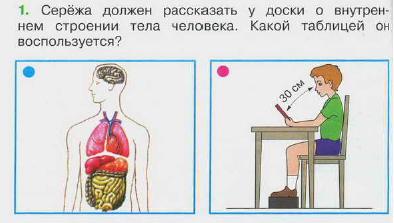 1. Серёжа должен рассказать у доски о внутрен-
нем строении тела человека. Какой таблицей он
воспользуется?
30 см